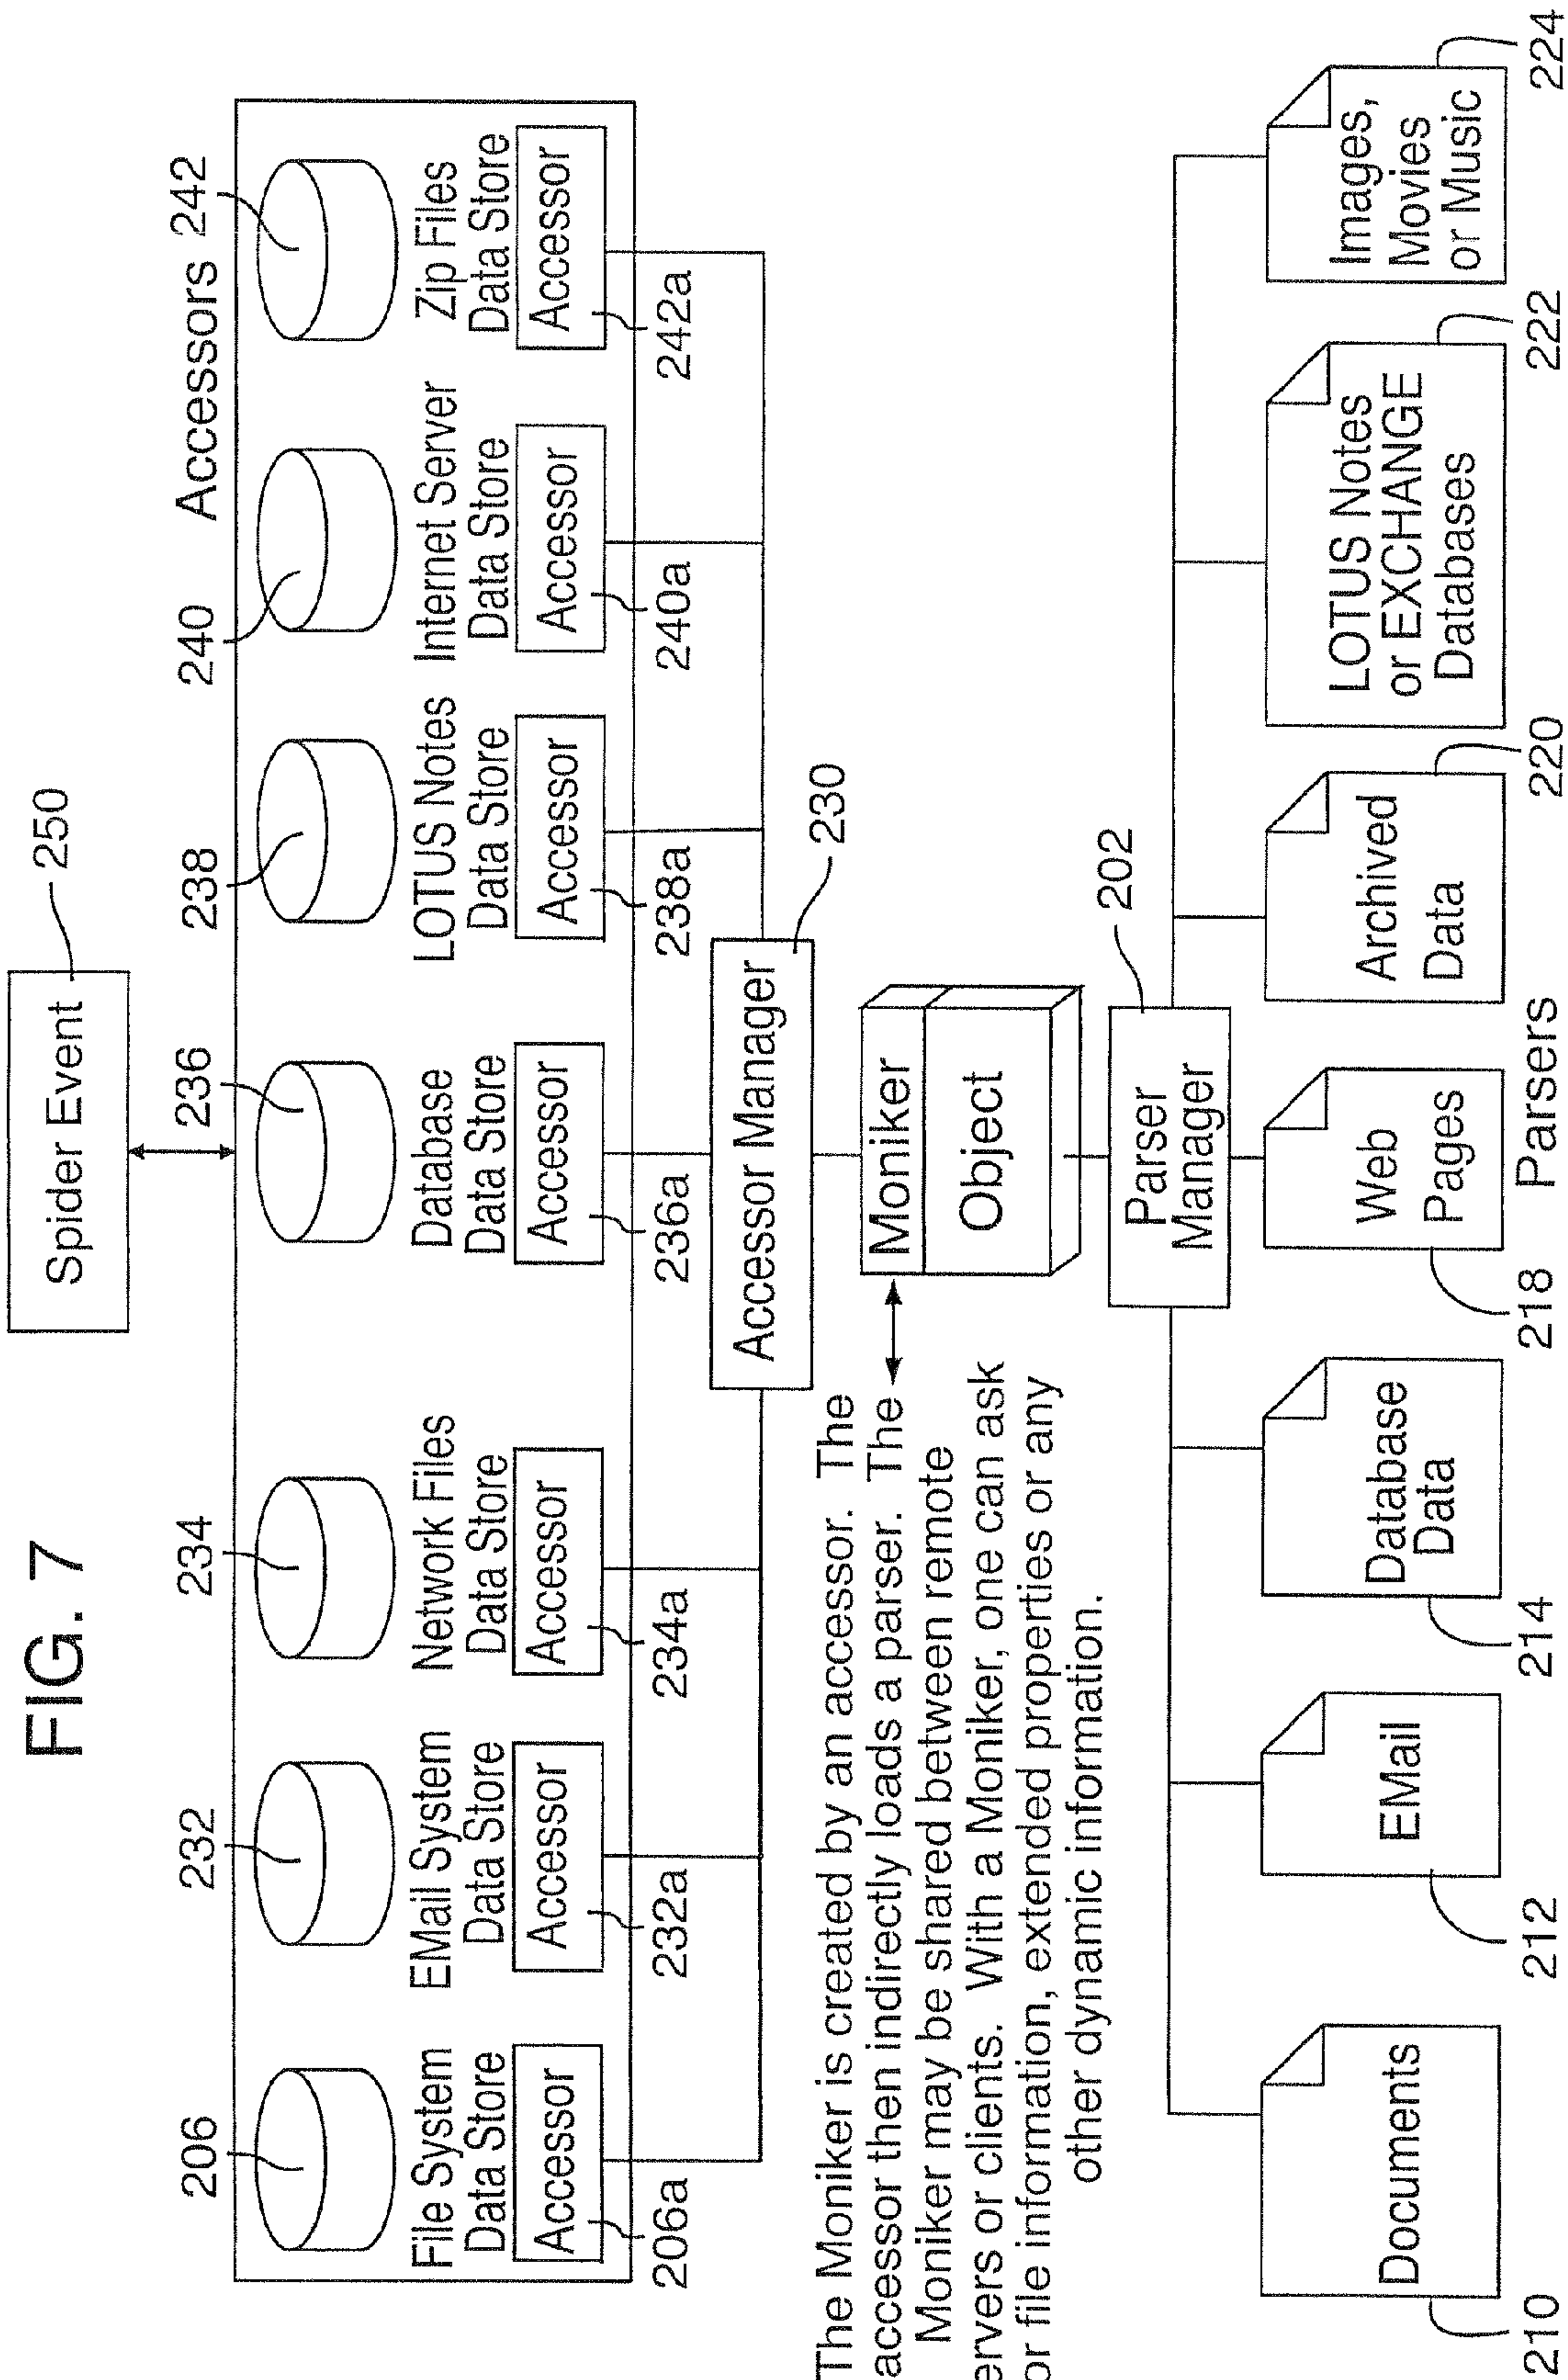 FIG. 7
Spider Event
250
Accessors
206
232
234
236
238
240
242
File System
Data Store
Accessor
206a
EMail System
Data Store
Accessor
232a
Network Files
Data Store
Accessor
234a
Database
Data Store
Accessor
236a
LOTUS Notes
Data Store
Accessor
238a
Internet Server
Data Store
Accessor
240a
Zip Files
Data Store
Accessor
242a
Accessor Manager
230
The Moniker is created by an accessor. The
accessor then indirectly loads a parser. The
Moniker may be shared between remote
ervers or clients. With a Moniker, one can ask
or file information, extended properties or any
other dynamic information.
Moniker
Object
Parser
Manager
202
Documents
210
EMail
212
Database
Data
214
Web
Pages
218
Archived
Data
220
LOTUS Notes
or EXCHANGE
Databases
222
Images,
Movies
or Music
224
Parsers